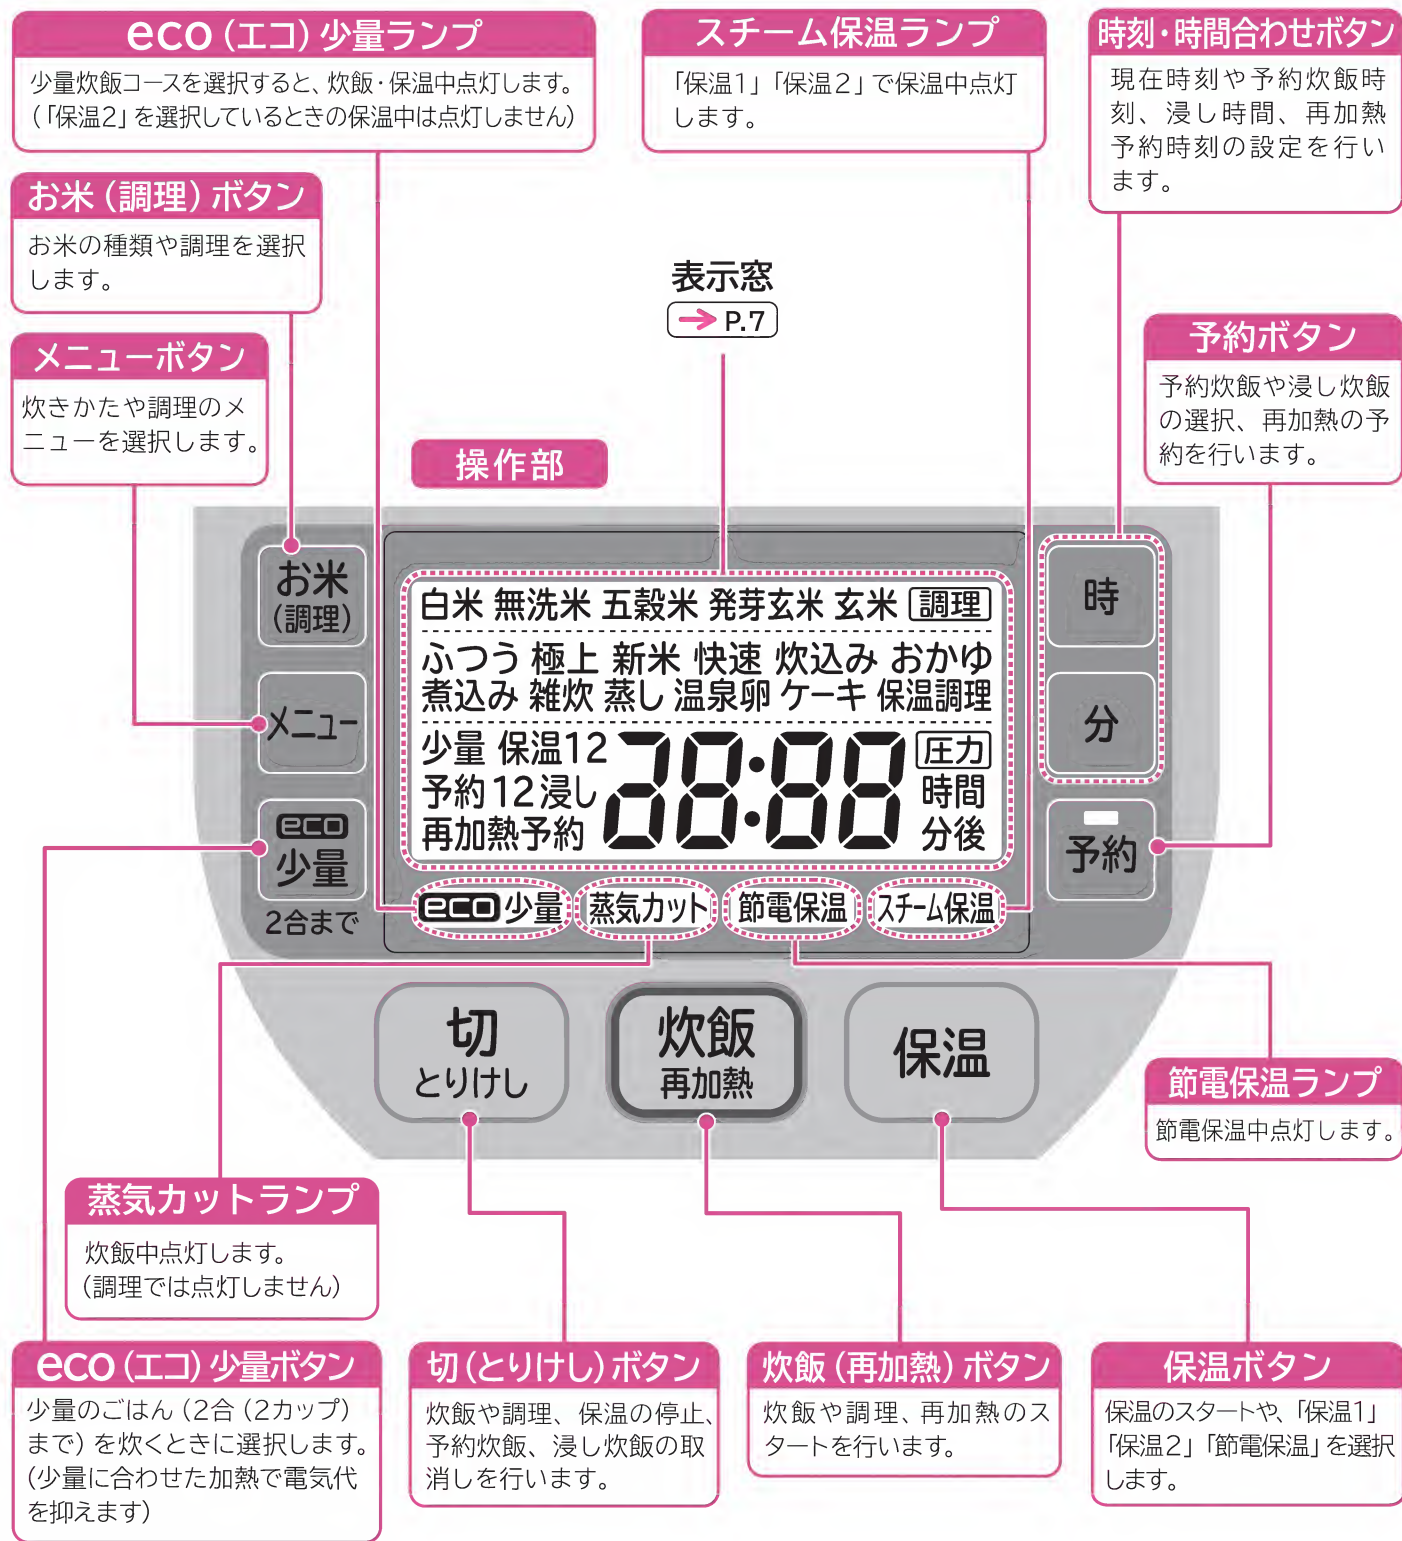 eco(エコ)少量ランプ
少量炊飯コースを選択すると、炊飯・保温中点灯します。
(「保温2」を選択しているときの保温中は点灯しません)
スチーム保温ランプ
「保温1」「保温2」で保温中点灯
します。
時刻・時間合わせボタン
現在時刻や予約炊飯時
刻、浸し時間、再加熱
予約時刻の設定を行い
ます。
お米(調理)ボタン
お米の種類や調理を選択
します。
表示窓
→ P.7
メニューボタン
炊きかたや調理のメ
ニューを選択します。
予約ボタン
予約炊飯や浸し炊飯
の選択、再加熱の予
約を行います。
操作部
お米
(調理)
メニュー
eco
少量
2合まで
白米 無洗米 五穀米 発芽玄米 玄米 調理
ふつう 極上 新米 快速 炊込み おかゆ
煮込み 雑炊 蒸し 温泉卵 ケーキ 保温調理
少量 保温12
予約12浸し
再加熱予約
28:88
圧力
時間
分後
eco少量 蒸気カット 節電保温 スチーム保温
時
分
予約
切
とりけし
炊飯
再加熱
保温
節電保温ランプ
節電保温中点灯します。
蒸気カットランプ
炊飯中点灯します。
(調理では点灯しません)
eco(エコ)少量ボタン
少量のごはん(2合(2カップ)
まで)を炊くときに選択します。
(少量に合わせた加熱で電気代
を抑えます)
切(とりけし)ボタン
炊飯や調理、保温の停止、
予約炊飯、浸し炊飯の取
消しを行います。
炊飯(再加熱)ボタン
炊飯や調理、再加熱のス
タートを行います。
保温ボタン
保温のスタートや、「保温1」
「保温2」「節電保温」を選択
します。